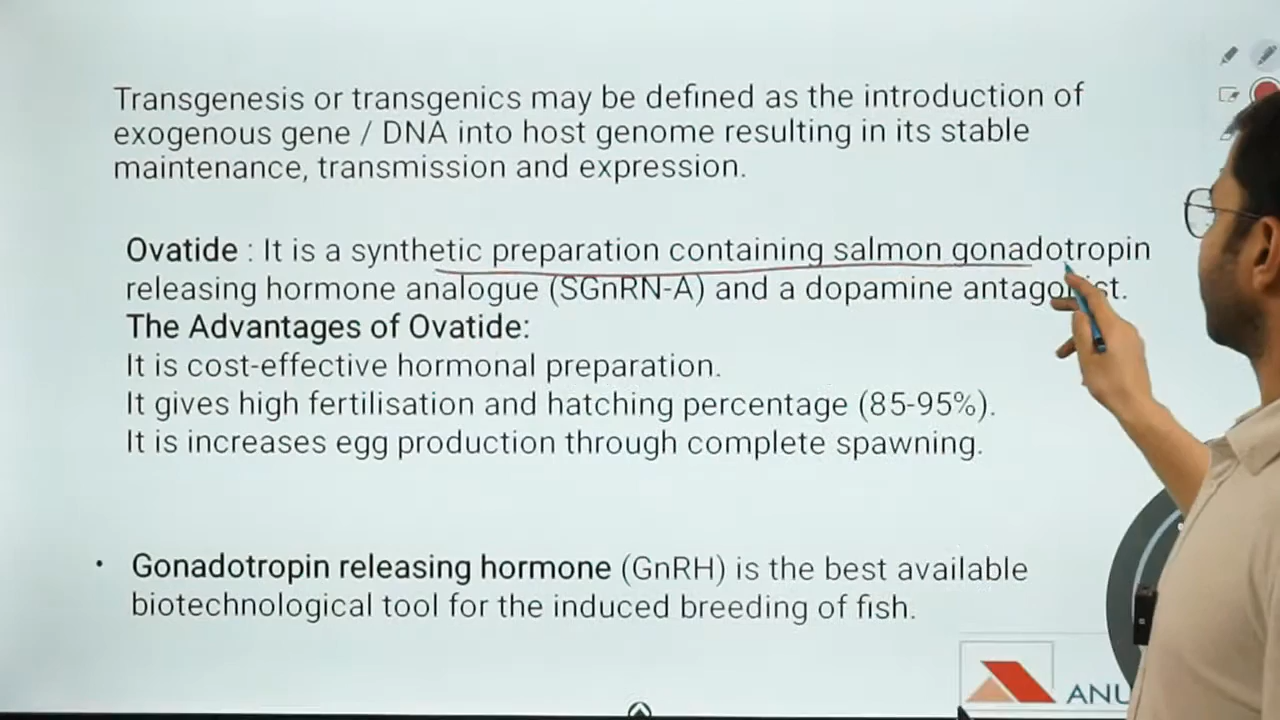 Transgenesis or transgenics may be defined as the introduction of
exogenous gene / DNA into host genome resulting in its stable
maintenance, transmission and expression.
Ovatide : It is a synthetic preparation containing salmon gonadotropin
releasing hormone analogue (SGnRN-A) and a dopamine
The Advantages of Ovatide:
It is cost-effective hormonal preparation.
It gives high fertilisation and hatching percentage (85-95%).
It is increases egg production through complete spawning.
• Gonadotropin releasing hormone (GnRH) is the best available
biotechnological tool for the induced breeding of fish.